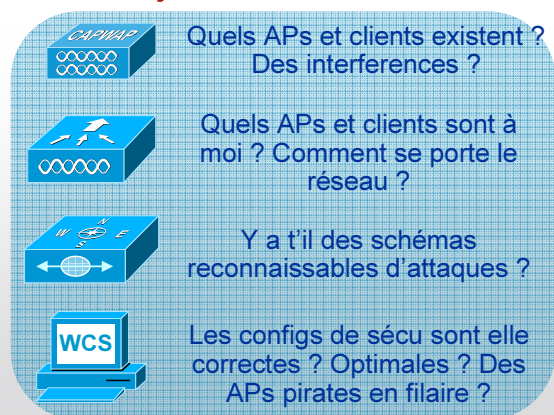 CAPWAP
Quels APs et clients existent ?
Des interferences ?
Quels APs et clients sont à
moi ? Comment se porte le
réseau ?
N
W E
S
Y a t'il des schémas
reconnaissables d'attaques ?
WCS
Les configs de sécu sont elle
correctes ? Optimales ? Des
APs pirates en filaire ?